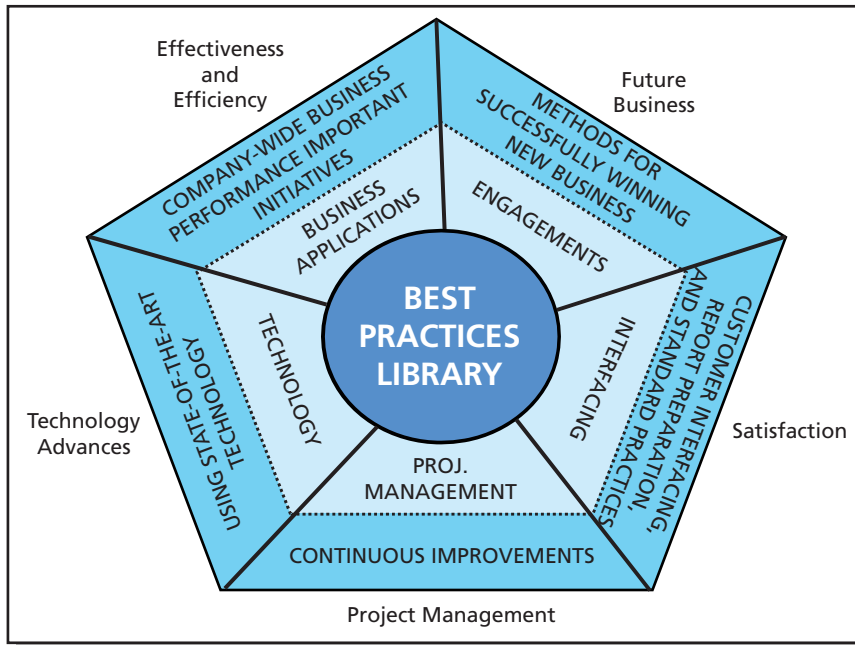 Effectiveness
and
Efficiency
Future
Business
COMPANY-WIDE BUSINESS
PERFORMANCE IMPORTANT
INITIATIVES
METHODS FOR
SUCCESSFULLY WINNING
NEW BUSINESS
BUSINESS
APPLICATIONS
ENGAGEMENTS
BEST
PRACTICES
LIBRARY
TECHNOLOGY
INTERFACING
USING STATE-OF-THE-ART
TECHNOLOGY
CUSTOMER INTERFACING,
REPORT PREPARATION,
AND STANDARD PRACTICES
Technology
Advances
Satisfaction
PROJ.
MANAGEMENT
CONTINUOUS IMPROVEMENTS
Project Management